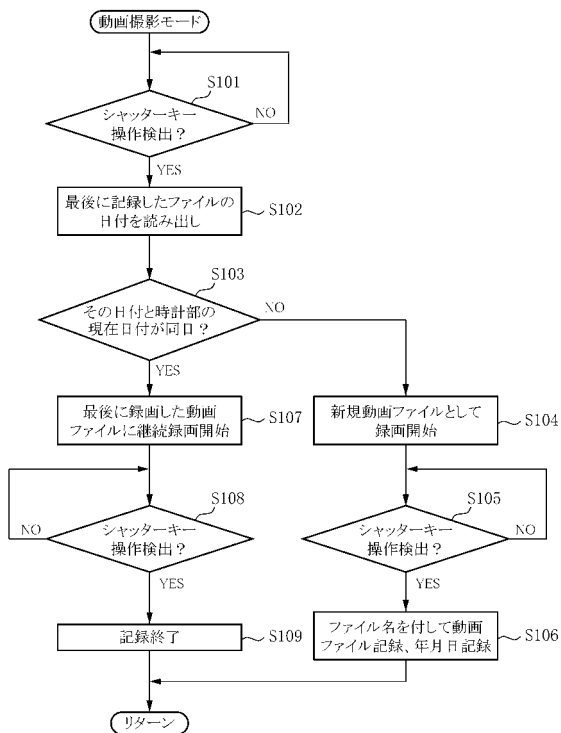 動画撮影モード
S101
シャッターキー
操作検出？
NO
YES
最後に記録したファイルの
日付を読み出し
S102
S103
その日付と時計部の
現在日付が同日？
NO
YES
最後に録画した動画
ファイルに継続録画開始
S107
新規動画ファイルとして
録画開始
S104
S108
シャッターキー
操作検出？
NO
YES
S105
シャッターキー
操作検出？
NO
YES
記録終了
S109
ファイル名を付して動画
ファイル記録、年月日記録
S106
リターン